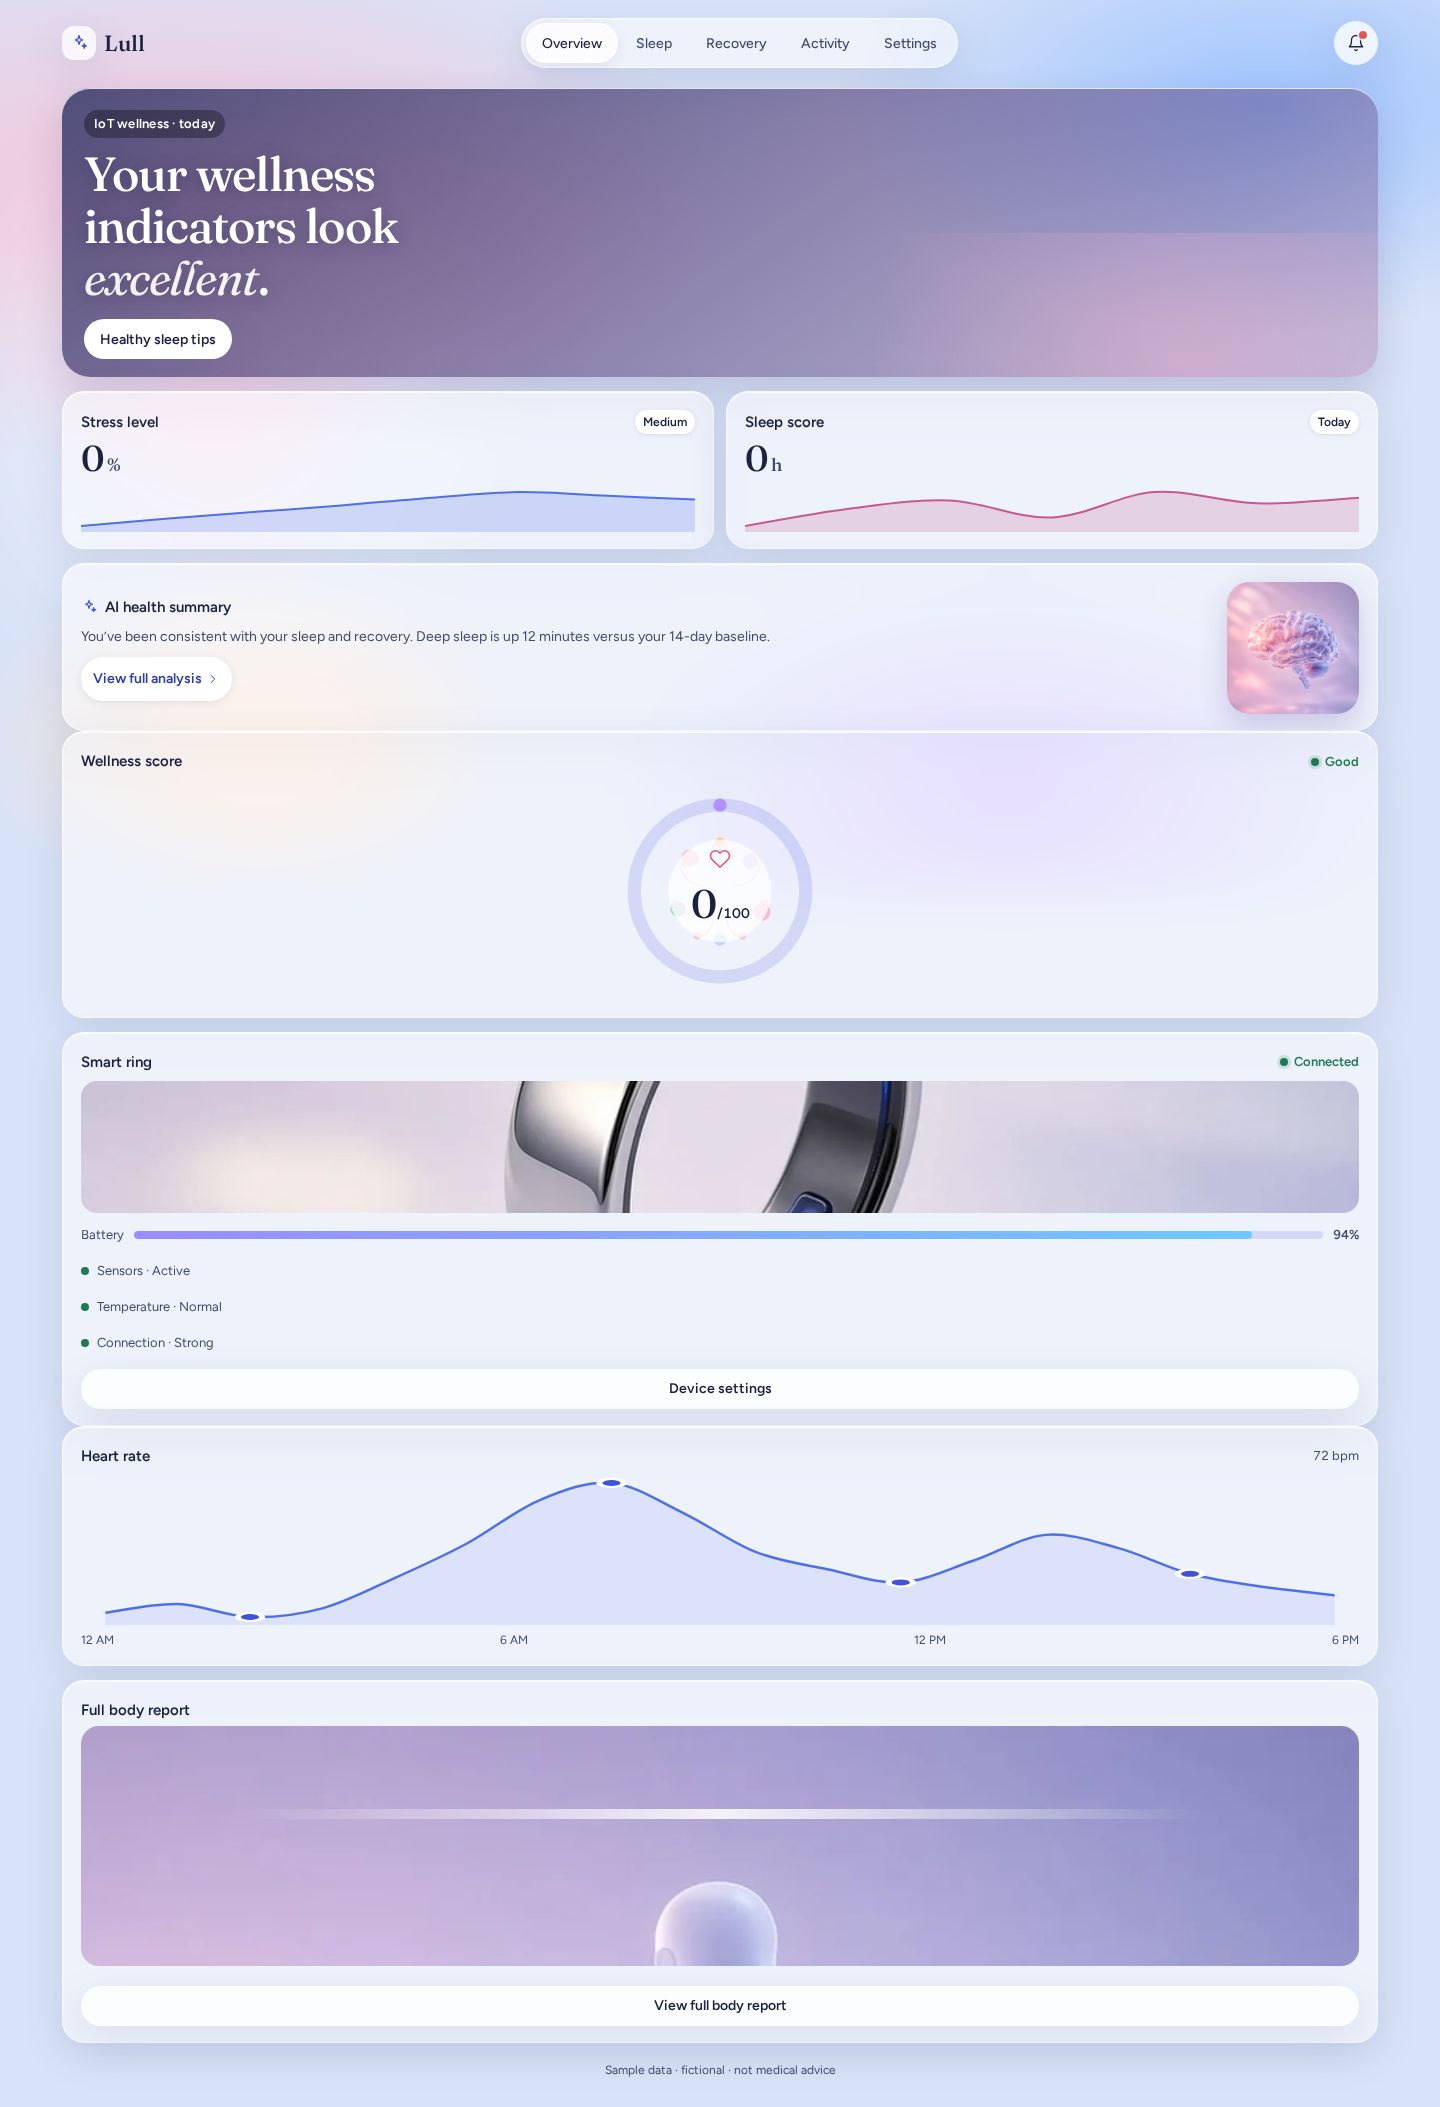 Lull
Overview
Sleep
Recovery
Activity
Settings
IoT wellness · today
Your wellness
indicators look
excellent.
Healthy sleep tips
Stress level
Medium
0 %
Sleep score
Today
0 h
AI health summary
You've been consistent with your sleep and recovery. Deep sleep is up 12 minutes versus your 14-day baseline.
View full analysis
Wellness score
Good
0/100
Smart ring
Connected
Battery
94%
Sensors · Active
Temperature · Normal
Connection · Strong
Device settings
Heart rate
72 bpm
12 AM
6 AM
12 PM
6 PM
Full body report
View full body report
Sample data · fictional · not medical advice